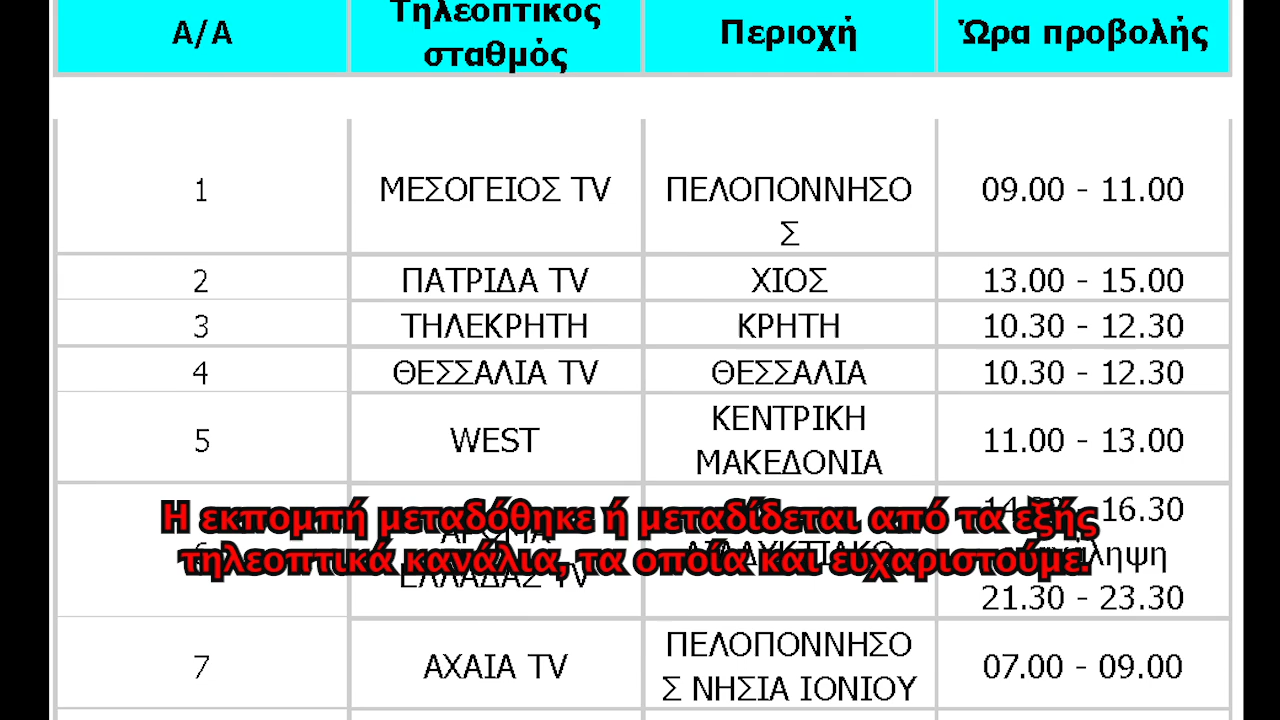 Α/Α
Τηλεοπτικός
σταθμός
Περιοχή
Ώρα προβολής
1
ΜΕΣΟΓΕΙΟΣ TV
ΠΕΛΟΠΟΝΝΗΣΟ
Σ
09.00 - 11.00
2
ΠΑΤΡΙΔΑ TV
ΧΙΟΣ
13.00 - 15.00
3
ΤΗΛΕΚΡΗΤΗ
ΚΡΗΤΗ
10.30 - 12.30
4
ΘΕΣΣΑΛΙΑ TV
ΘΕΣΣΑΛΙΑ
10.30 - 12.30
5
WEST
ΚΕΝΤΡΙΚΗ
ΜΑΚΕΔΟΝΙΑ
11.00 - 13.00
ΕΛΛΑΔΑΣ TV
16.30
21.30 - 23.30
Η εκπομπή μεταδόθηκε ή μεταδίδεται από τα εξής
τηλεοπτικά κανάλια, τα οποία και ευχαριστούμε.
7
ΑΧΑΙΑ TV
ΠΕΛΟΠΟΝΝΗΣΟ
Σ ΝΗΣΙΑ ΙΟΝΙΟΥ
07.00 - 09.00